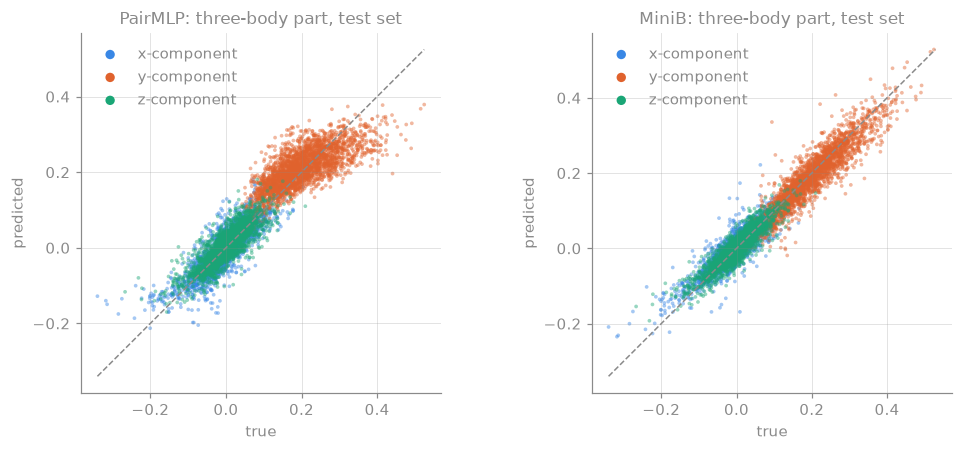 PairMLP: three-body part, test set
x-component
y-component
z-component
0.4
0.2
0.0
−0.2
−0.2
0.0
0.2
0.4
predicted
true
MiniB: three-body part, test set
x-component
y-component
z-component
0.4
0.2
0.0
−0.2
−0.2
0.0
0.2
0.4
predicted
true